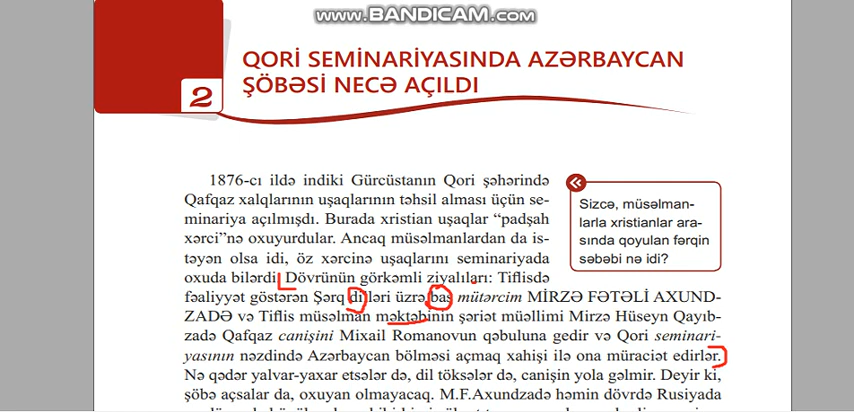 www.BANDICAM.com
2
QORİ SEMİNARİYASINDA AZƏRBAYCAN
ŞÖBƏSİ NECƏ AÇILDI
1876-cı ildə indiki Gürcüstanın Qori şəhərində
Qafqaz xalqlarının uşaqlarının təhsil alması üçün se-
minariya açılmışdı. Burada xristian uşaqlar “padşah
xərci”nə oxuyurdular. Ancaq müsəlmanlardan da is-
təyən olsa idi, öz xərcinə uşaqlarını seminariyada
oxuda bilərdi. Dövrünün görkəmli ziyalıları: Tiflisdə
fəaliyyət göstərən Şərq dilləri üzrə baş mütərcim MİRZƏ FƏTƏLİ AXUND-
ZADƏ və Tiflis müsəlman məktəbinin şəriət müəllimi Mirzə Hüseyn Qayıb-
zadə Qafqaz canişini Mixail Romanovun qəbuluna gedir və Qori seminari-
yasının nəzdində Azərbaycan bölməsi açmaq xahişi ilə ona müraciət edirlər.
Nə qədər yalvar-yaxar etsələr də, dil töksələr də, canişin yola gəlmir. Deyir ki,
şöbə açsalar da, oxuyan olmayacaq. M.F.Axundzadə həmin dövrdə Rusiyada
Sizcə, müsəlman-
larla xristianlar ara-
sında qoyulan fərqin
səbəbi nə idi?